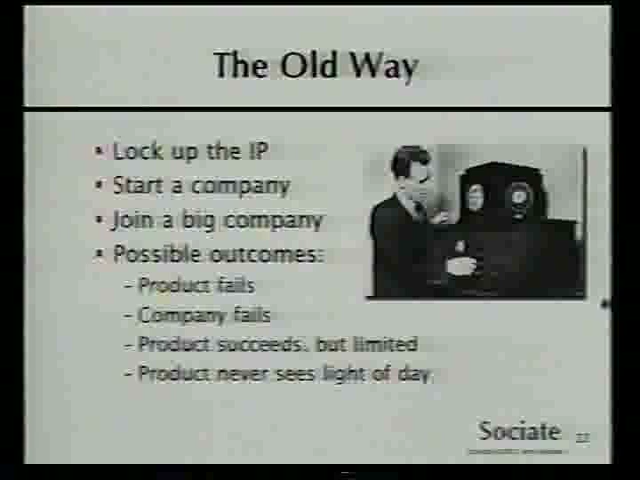 The Old Way
• Lock up the IP
• Start a company
• Join a big company
• Possible outcomes:
– Product fails
– Company fails
– Product succeeds, but limited
– Product never sees light of day
Sociate